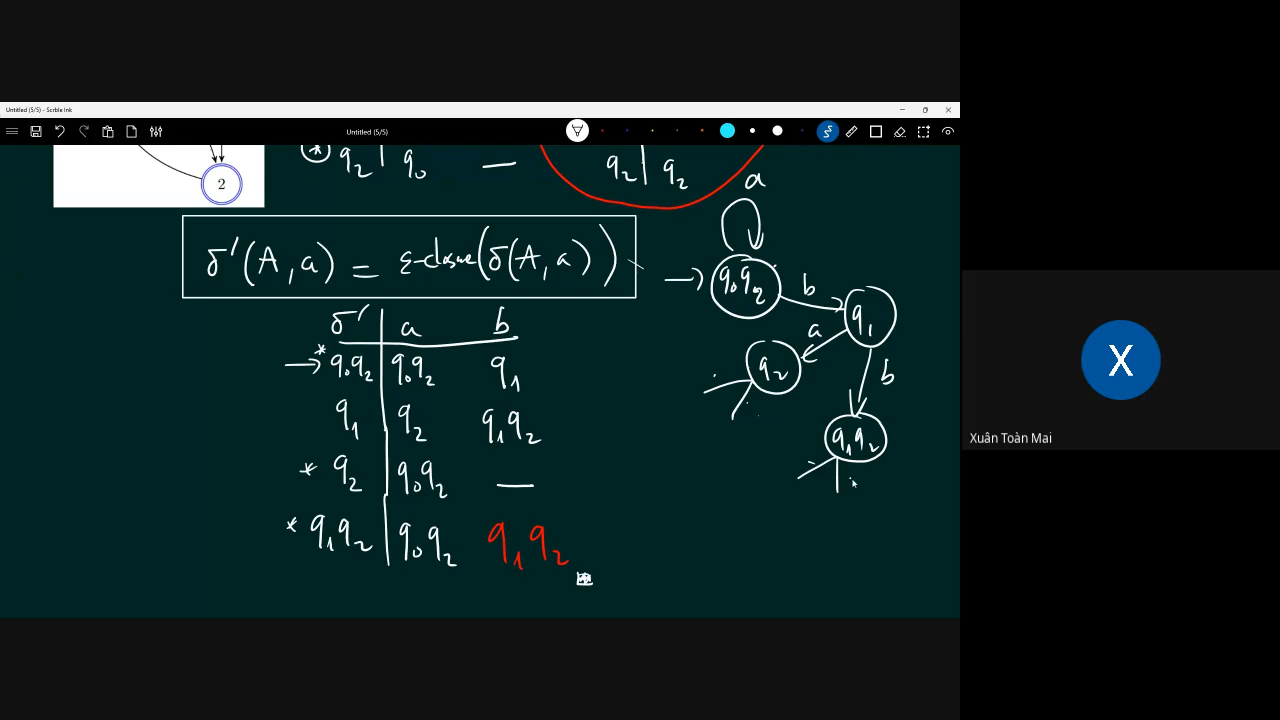 Untitled (5/5) - Scrble Ink
Untitled (5/5)
* q2 | q0 —
q2 | q2
2
δ'(A, a) = ε-closure(δ(A, a))
δ' a b
→ * q0q2 q0q2 q1
q1 q2 q1q2
* q2 q0q2 —
* q1q2 q0q2 q1q2
a
→ q0q2
b
q1
a
q2
b
q1q2
X
Xuân Toàn Mai